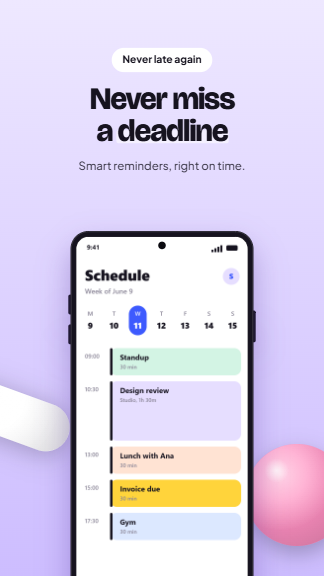 Never late again
Never miss
a deadline
Smart reminders, right on time.
9:41
Schedule
S
Week of June 9
M T W T F S S
9 10 11 12 13 14 15
09:00
Standup
30 min
10:30
Design review
Studio, 1h 30m
13:00
Lunch with Ana
30 min
15:00
Invoice due
30 min
17:30
Gym
30 min